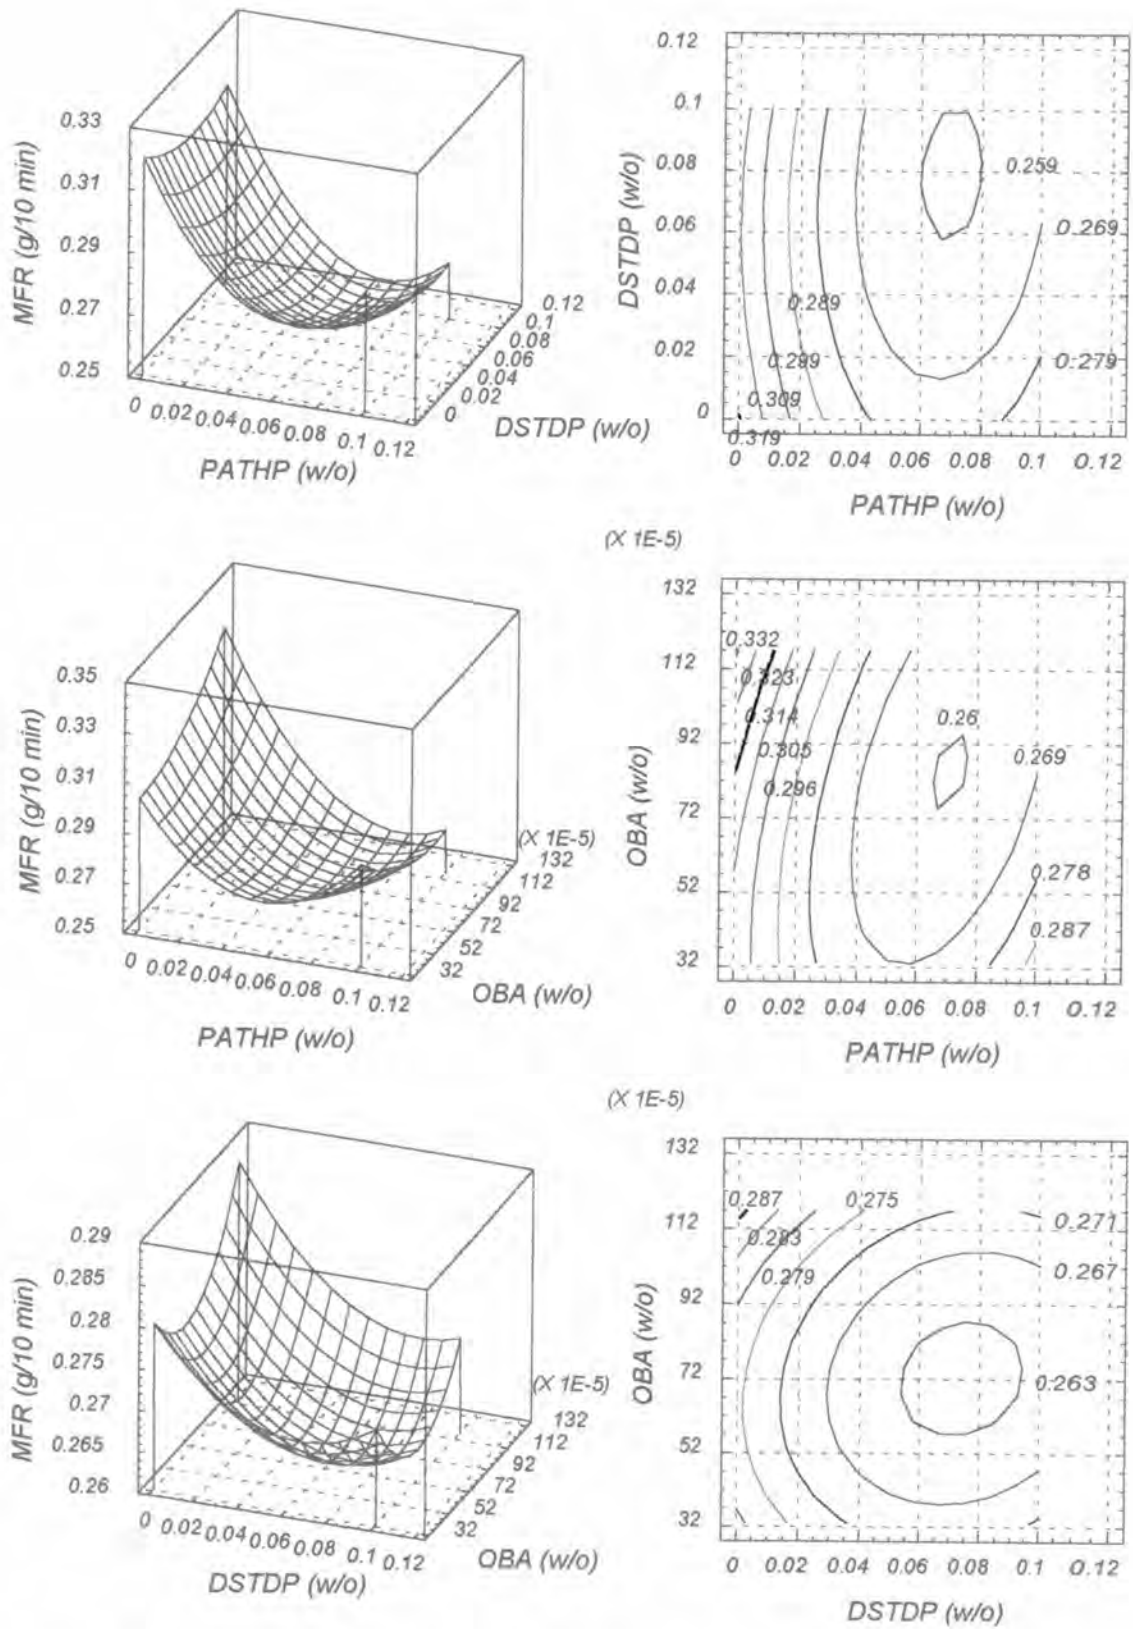 0.33
0.31
0.29
0.27
0.25
MFR (g/10 min)
0 0.02 0.04 0.06 0.08 0.1 0.12
PATHP (w/o)
0 0.02 0.04 0.06 0.08 0.1 0.12
DSTDP (w/o)
0.12
0.1
0.08
0.06
0.04
0.02
0
DSTDP (w/o)
0.259
0.269
0.289
0.279
0.299
0.309
0.319
0 0.02 0.04 0.06 0.08 0.1 0.12
PATHP (w/o)
0.35
0.33
0.31
0.29
0.27
0.25
MFR (g/10 min)
0 0.02 0.04 0.06 0.08 0.1 0.12
PATHP (w/o)
(X 1E-5)
32 52 72 92 112 132
OBA (w/o)
(X 1E-5)
132
112
92
72
52
32
OBA (w/o)
0.332
0.323
0.314
0.305
0.296
0.26
0.269
0.278
0.287
0 0.02 0.04 0.06 0.08 0.1 0.12
PATHP (w/o)
0.29
0.285
0.28
0.275
0.27
0.265
0.26
MFR (g/10 min)
0 0.02 0.04 0.06 0.08 0.1 0.12
DSTDP (w/o)
(X 1E-5)
32 52 72 92 112 132
OBA (w/o)
(X 1E-5)
132
112
92
72
52
32
OBA (w/o)
0.287
0.283
0.279
0.275
0.271
0.267
0.263
0 0.02 0.04 0.06 0.08 0.1 0.12
DSTDP (w/o)